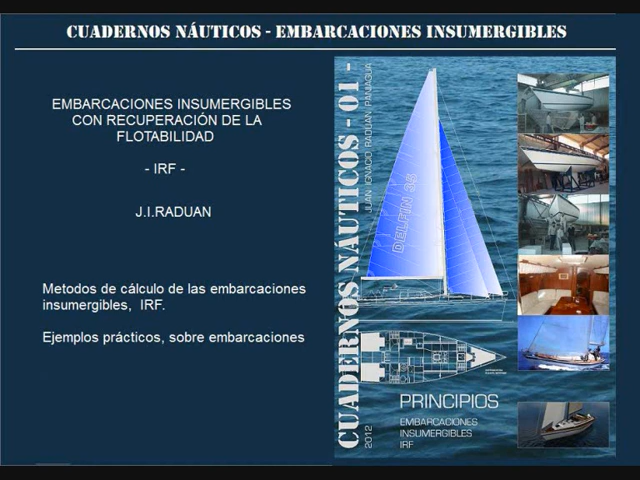 CUADERNOS NÁUTICOS - EMBARCACIONES INSUMERGIBLES
EMBARCACIONES INSUMERGIBLES
CON RECUPERACIÓN DE LA
FLOTABILIDAD
- IRF -
J.I.RADUAN
Metodos de cálculo de las embarcaciones
insumergibles, IRF.
Ejemplos prácticos, sobre embarcaciones
CUADERNOS NÁUTICOS - 01 -
JUAN IGNACIO RADUAN PANIAGUA
DELFIN 35
PRINCIPIOS
EMBARCACIONES
INSUMERGIBLES
IRF
2012